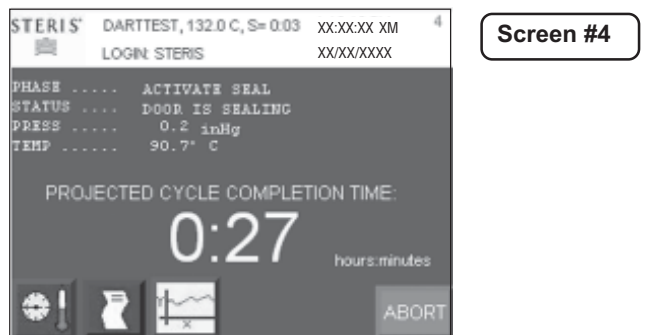 STERIS® DARTTEST, 132.0 C, S= 0:03 XX:XX:XX XM 4
LOGIN: STERIS XX/XX/XXXX
Screen #4
PHASE ..... ACTIVATE SEAL
STATUS .... DOOR IS SEALING
PRESS ..... 0.2 inHg
TEMP ...... 90.7° C
PROJECTED CYCLE COMPLETION TIME:
0:27 hours:minutes
X
ABORT